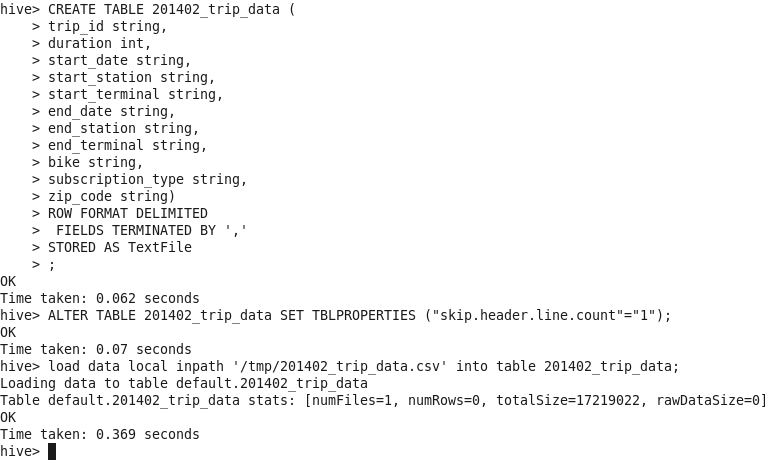 hive> CREATE TABLE 201402_trip_data (
    > trip_id string,
    > duration int,
    > start_date string,
    > start_station string,
    > start_terminal string,
    > end_date string,
    > end_station string,
    > end_terminal string,
    > bike string,
    > subscription_type string,
    > zip_code string)
    > ROW FORMAT DELIMITED
    >  FIELDS TERMINATED BY ','
    > STORED AS TextFile
    > ;
OK
Time taken: 0.062 seconds
hive> ALTER TABLE 201402_trip_data SET TBLPROPERTIES ("skip.header.line.count"="1");
OK
Time taken: 0.07 seconds
hive> load data local inpath '/tmp/201402_trip_data.csv' into table 201402_trip_data;
Loading data to table default.201402_trip_data
Table default.201402_trip_data stats: [numFiles=1, numRows=0, totalSize=17219022, rawDataSize=0]
OK
Time taken: 0.369 seconds
hive>